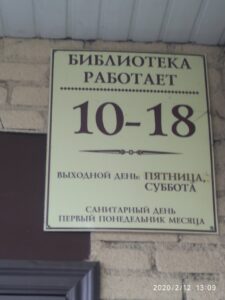 БИБЛИОТЕКА
РАБОТАЕТ
10-18
ВЫХОДНОЙ ДЕНЬ: ПЯТНИЦА,
СУББОТА
САНИТАРНЫЙ ДЕНЬ
ПЕРВЫЙ ПОНЕДЕЛЬНИК МЕСЯЦА
2020/2/12 13:09